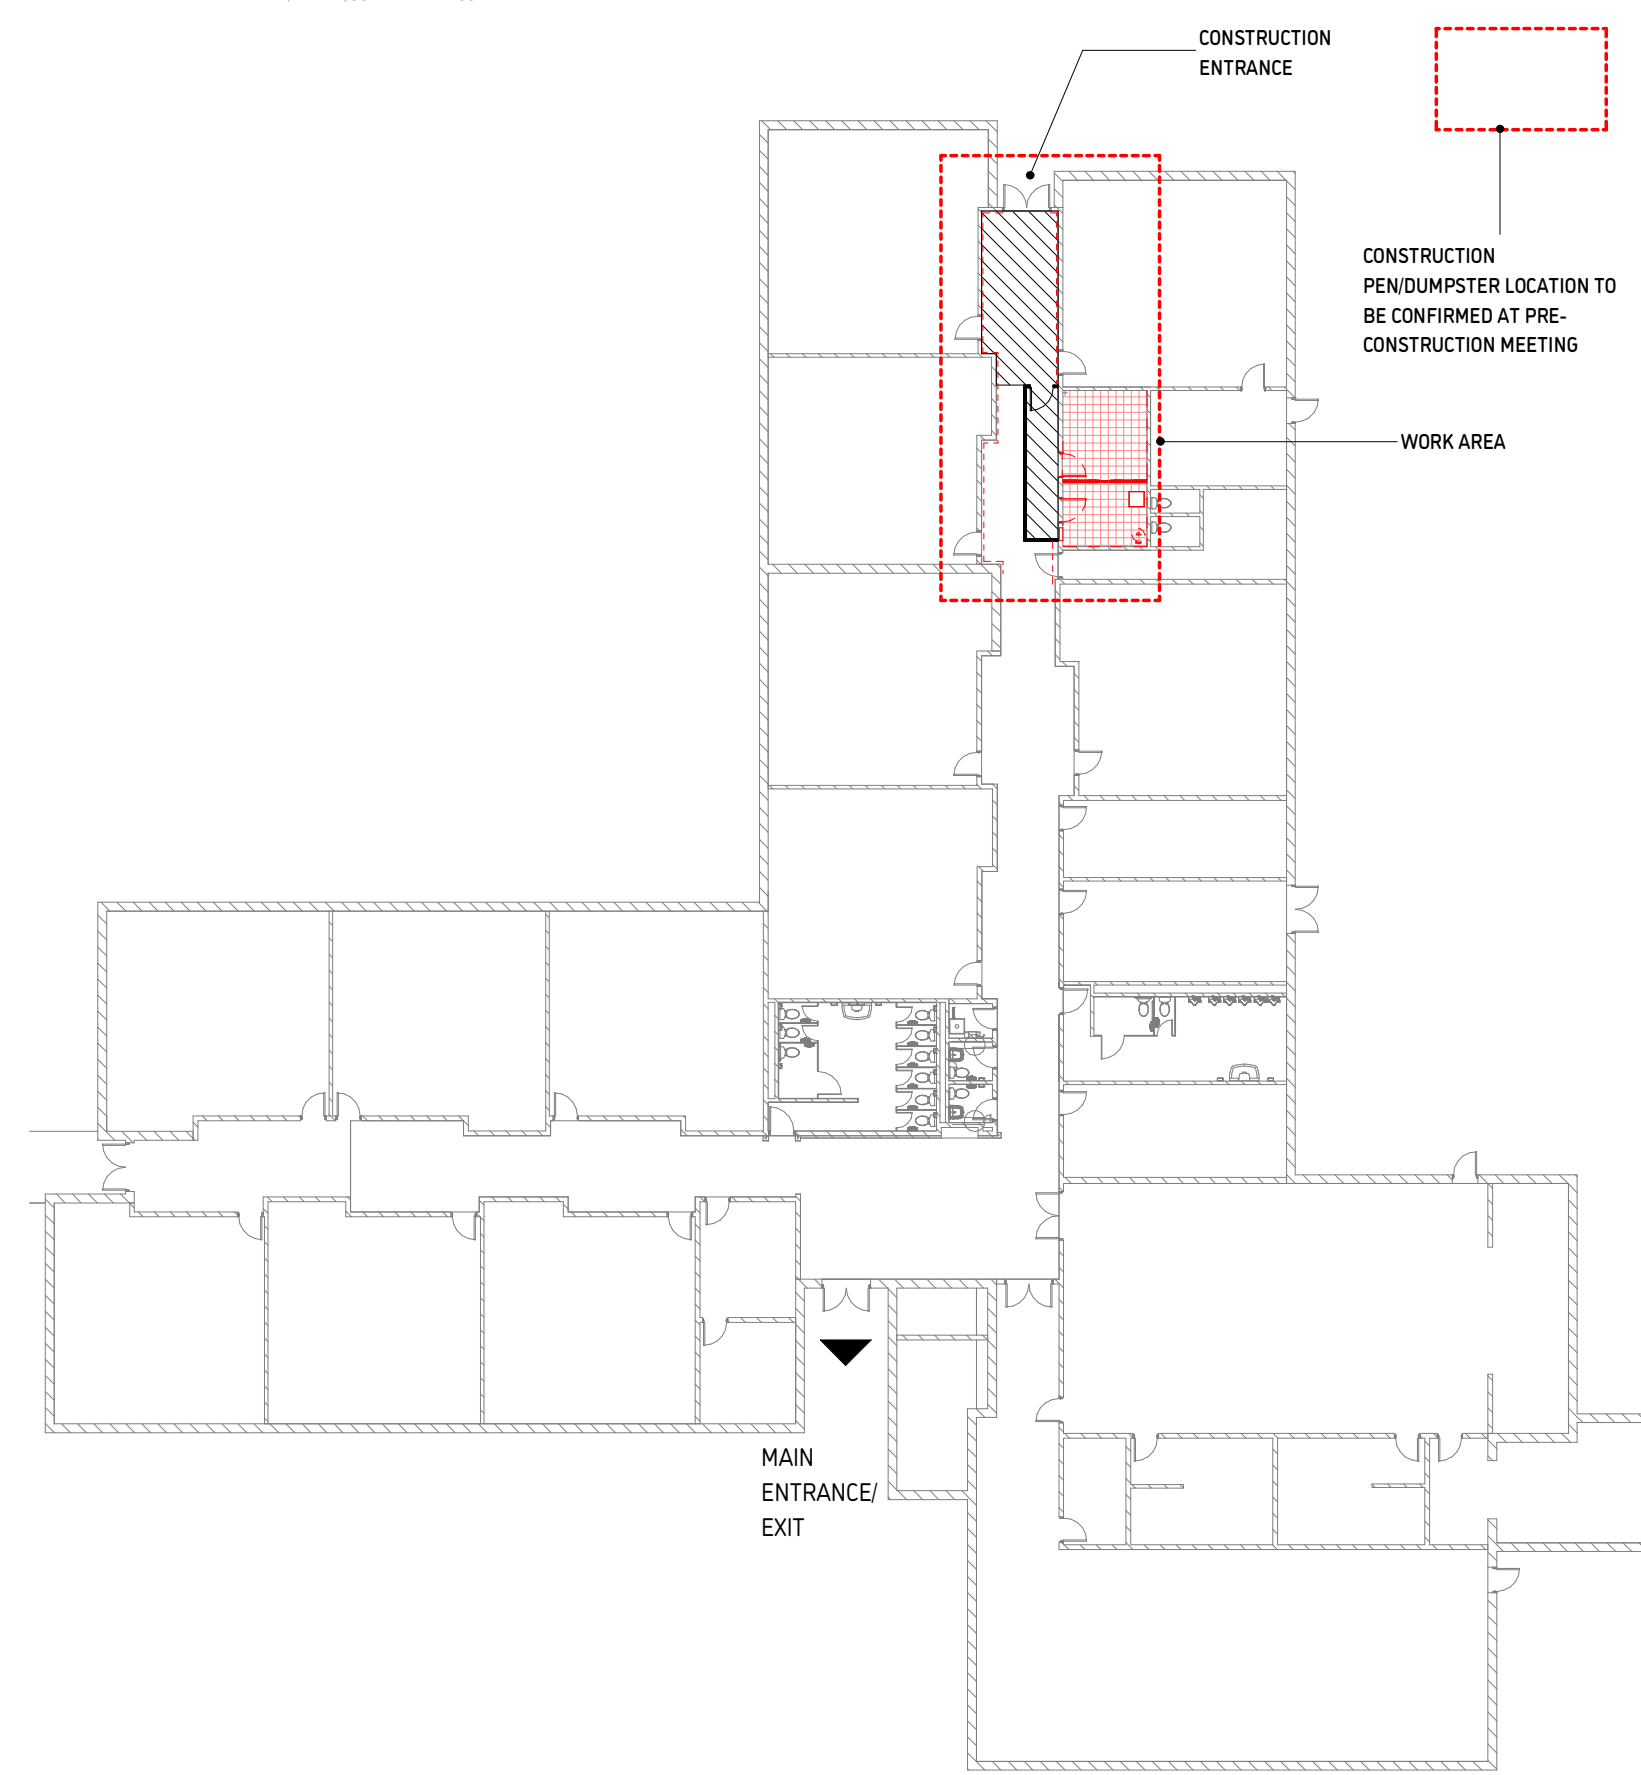 CONSTRUCTION
ENTRANCE
CONSTRUCTION
PEN/DUMPSTER LOCATION TO
BE CONFIRMED AT PRE-
CONSTRUCTION MEETING
WORK AREA
MAIN
ENTRANCE/
EXIT